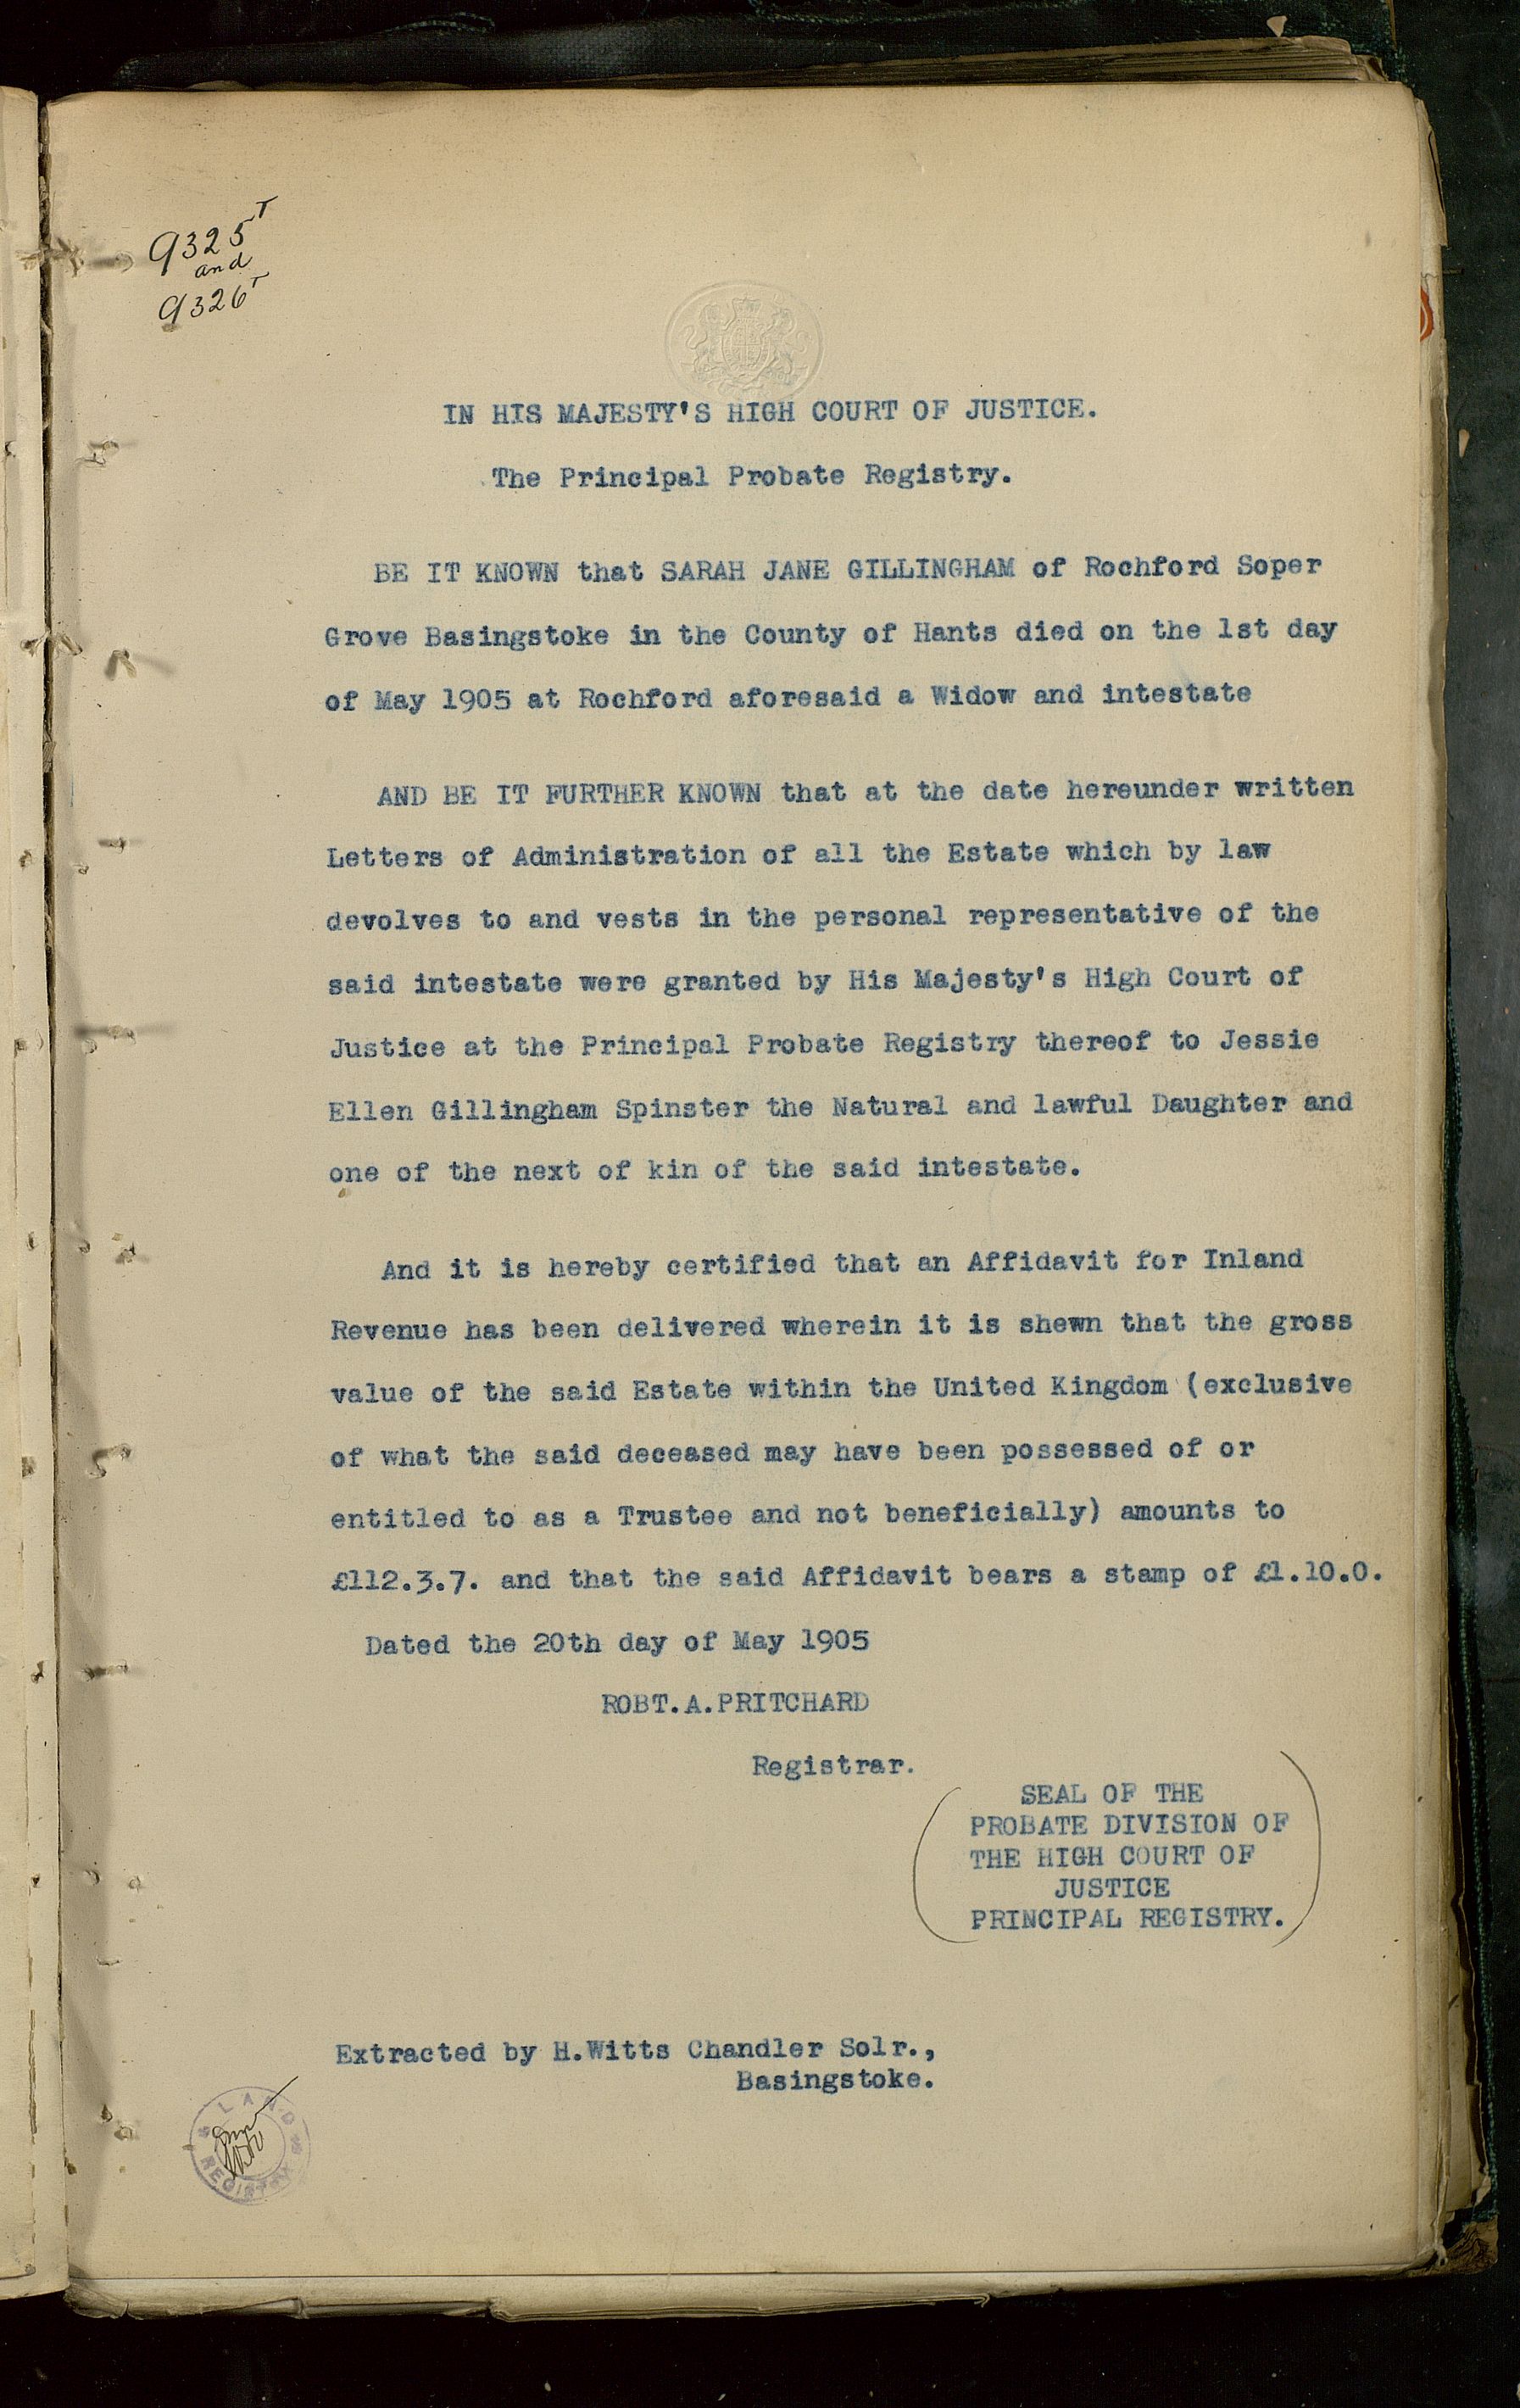 9325T
and
9326T
IN HIS MAJESTY'S HIGH COURT OF JUSTICE.
The Principal Probate Registry.
BE IT KNOWN that SARAH JANE GILLINGHAM of Rochford Soper
Grove Basingstoke in the County of Hants died on the 1st day
of May 1905 at Rochford aforesaid a Widow and intestate
AND BE IT FURTHER KNOWN that at the date hereunder written
Letters of Administration of all the Estate which by law
devolves to and vests in the personal representative of the
said intestate were granted by His Majesty's High Court of
Justice at the Principal Probate Registry thereof to Jessie
Ellen Gillingham Spinster the Natural and lawful Daughter and
one of the next of kin of the said intestate.
And it is hereby certified that an Affidavit for Inland
Revenue has been delivered wherein it is shewn that the gross
value of the said Estate within the United Kingdom (exclusive
of what the said deceased may have been possessed of or
entitled to as a Trustee and not beneficially) amounts to
£112.3.7. and that the said Affidavit bears a stamp of £1.10.0.
Dated the 20th day of May 1905
ROBT.A.PRITCHARD
Registrar.
SEAL OF THE
PROBATE DIVISION OF
THE HIGH COURT OF
JUSTICE
PRINCIPAL REGISTRY.
Extracted by H.Witts Chandler Solr.,
Basingstoke.
REGISTRY